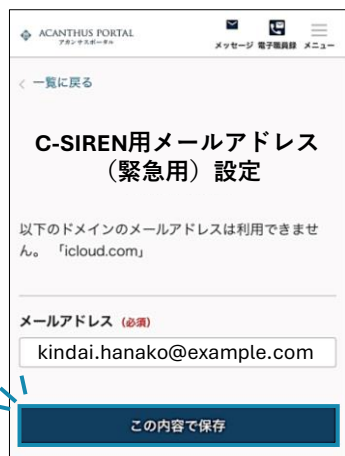 ACANTHUS PORTAL
アカンサスポータル
メッセージ 電子職員録 メニュー
一覧に戻る
C-SIREN用メールアドレス
（緊急用）設定
以下のドメインのメールアドレスは利用できませ
ん。 「icloud.com」
メールアドレス (必須)
kindai.hanako@example.com
この内容で保存